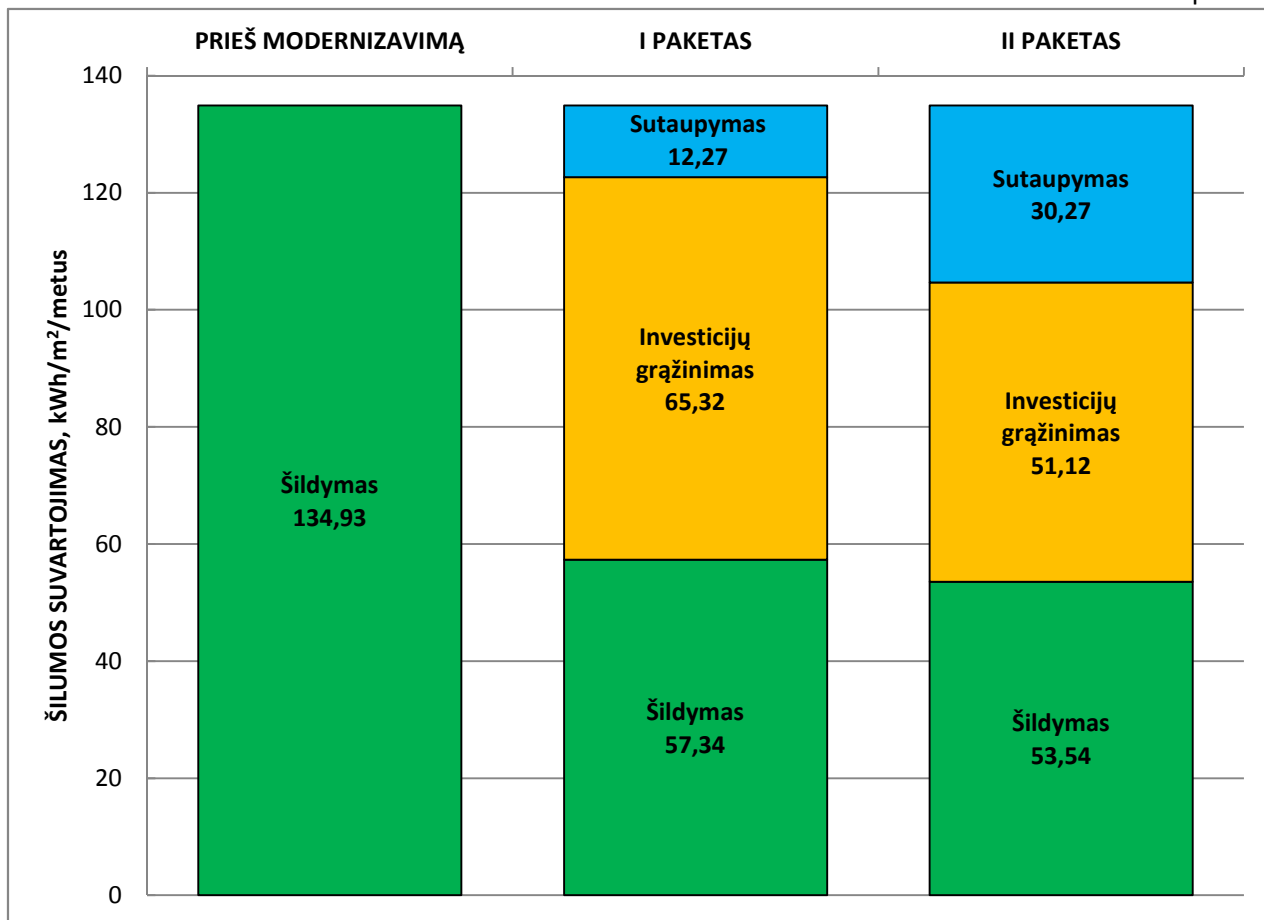 PRIEŠ MODERNIZAVIMĄ
I PAKETAS
II PAKETAS
ŠILUMOS SUVARTOJIMAS, kWh/m²/metus
140
120
100
80
60
40
20
0
Šildymas
134,93
Sutaupymas
12,27
Investicijų
grąžinimas
65,32
Šildymas
57,34
Sutaupymas
30,27
Investicijų
grąžinimas
51,12
Šildymas
53,54